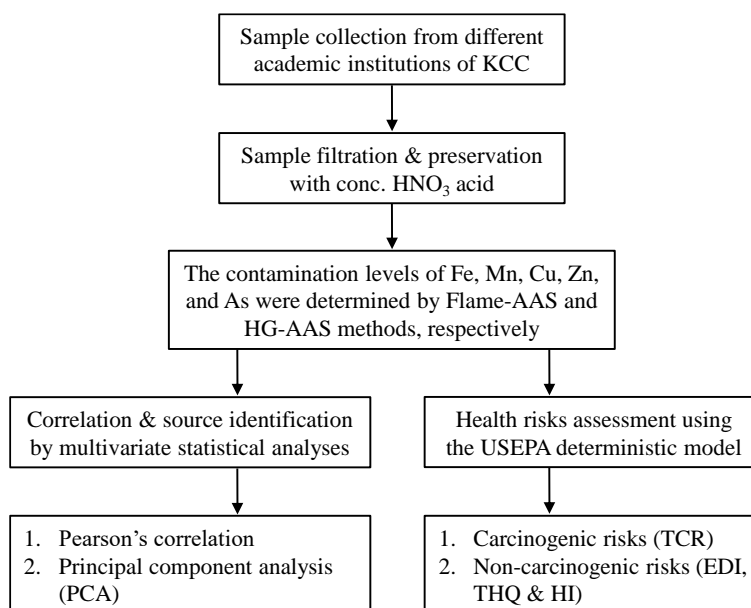 Sample collection from different
academic institutions of KCC
Sample filtration & preservation
with conc. HNO₃ acid
The contamination levels of Fe, Mn, Cu, Zn,
and As were determined by Flame-AAS and
HG-AAS methods, respectively
Correlation & source identification
by multivariate statistical analyses
Health risks assessment using
the USEPA deterministic model
1. Pearson's correlation
2. Principal component analysis
(PCA)
1. Carcinogenic risks (TCR)
2. Non-carcinogenic risks (EDI,
THQ & HI)